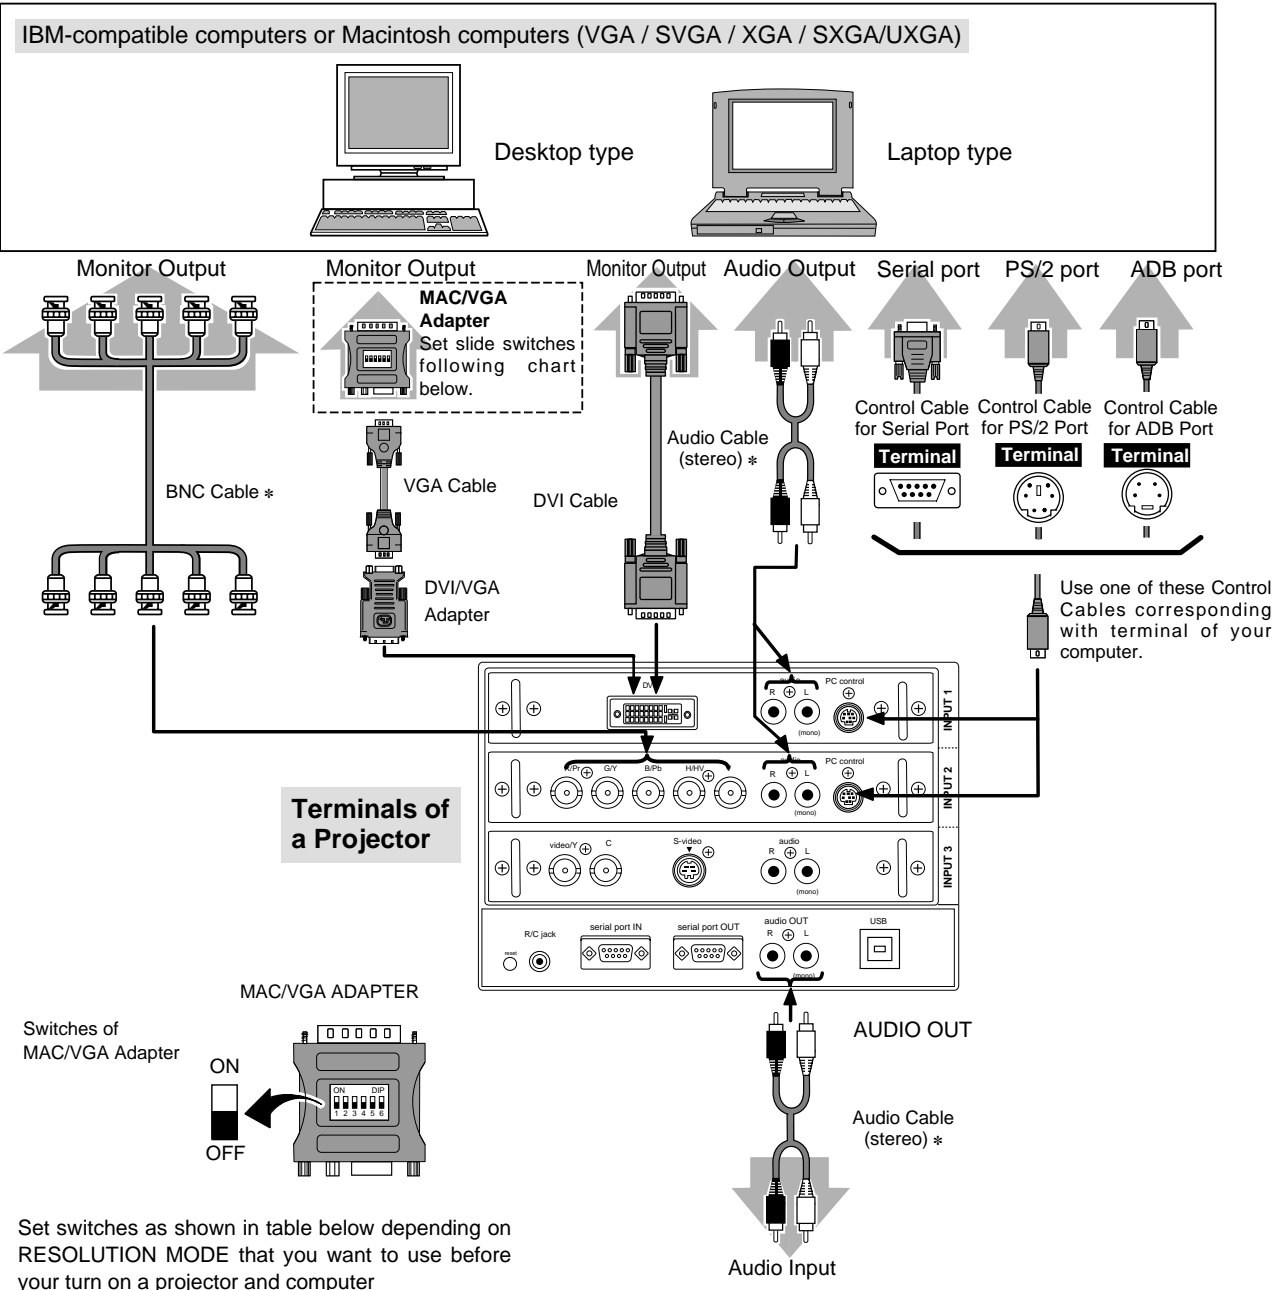 IBM-compatible computers or Macintosh computers (VGA / SVGA / XGA / SXGA/UXGA)
Desktop type
Laptop type
Monitor Output
Monitor Output
Monitor Output
Audio Output
Serial port
PS/2 port
ADB port
MAC/VGA
Adapter
Set slide switches
following chart
below.
Control Cable
for Serial Port
Control Cable
for PS/2 Port
Control Cable
for ADB Port
Terminal
Terminal
Terminal
Audio Cable
(stereo) *
BNC Cable *
VGA Cable
DVI Cable
DVI/VGA
Adapter
Use one of these Control
Cables corresponding
with terminal of your
computer.
R L
PC control
(mono)
INPUT 1
G/Y
B/Pb
H/HV
R L
PC control
(mono)
INPUT 2
Terminals of
a Projector
video/Y
C
S-video
audio
R L
(mono)
INPUT 3
reset
R/C jack
serial port IN
serial port OUT
audio OUT
R L
(mono)
USB
MAC/VGA ADAPTER
Switches of
MAC/VGA Adapter
ON
OFF
ON DIP
1 2 3 4 5 6
AUDIO OUT
Audio Cable
(stereo) *
Audio Input
Set switches as shown in table below depending on
RESOLUTION MODE that you want to use before
your turn on a projector and computer